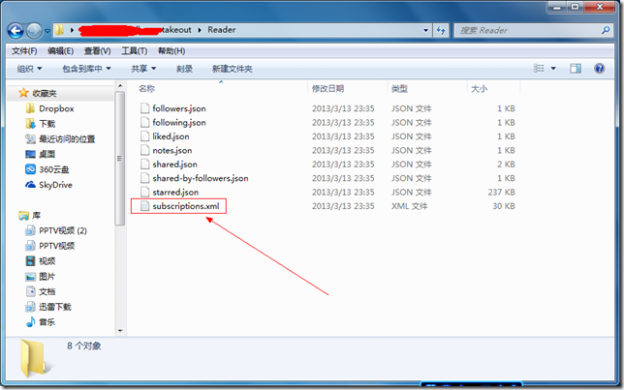 takeout ▸ Reader
搜索 Reader
文件(F) 编辑(E) 查看(V) 工具(T) 帮助(H)
组织 包含到库中 共享 刻录 新建文件夹
收藏夹
Dropbox
下载
最近访问的位置
桌面
360云盘
SkyDrive
库
PPTV视频 (2)
PPTV视频
视频
图片
文档
迅雷下载
音乐
名称 修改日期 类型 大小
followers.json 2013/3/13 23:35 JSON 文件 1 KB
following.json 2013/3/13 23:35 JSON 文件 1 KB
liked.json 2013/3/13 23:35 JSON 文件 1 KB
notes.json 2013/3/13 23:35 JSON 文件 1 KB
shared.json 2013/3/13 23:35 JSON 文件 2 KB
shared-by-followers.json 2013/3/13 23:35 JSON 文件 1 KB
starred.json 2013/3/13 23:35 JSON 文件 237 KB
subscriptions.xml 2013/3/13 23:35 XML 文件 30 KB
8 个对象